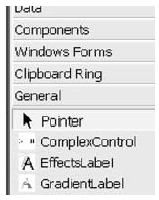 Data
Components
Windows Forms
Clipboard Ring
General
Pointer
ComplexControl
A EffectsLabel
A GradientLabel